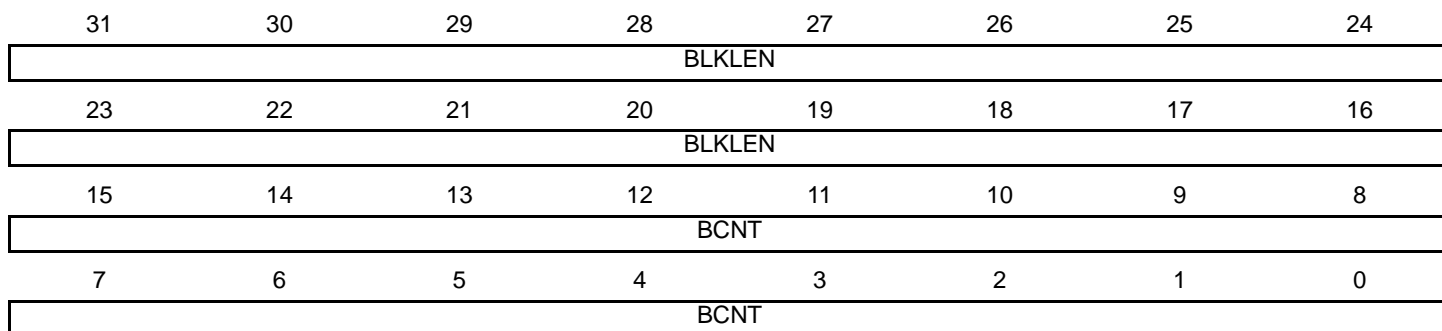 31 30 29 28 27 26 25 24
BLKLEN
23 22 21 20 19 18 17 16
BLKLEN
15 14 13 12 11 10 9 8
BCNT
7 6 5 4 3 2 1 0
BCNT